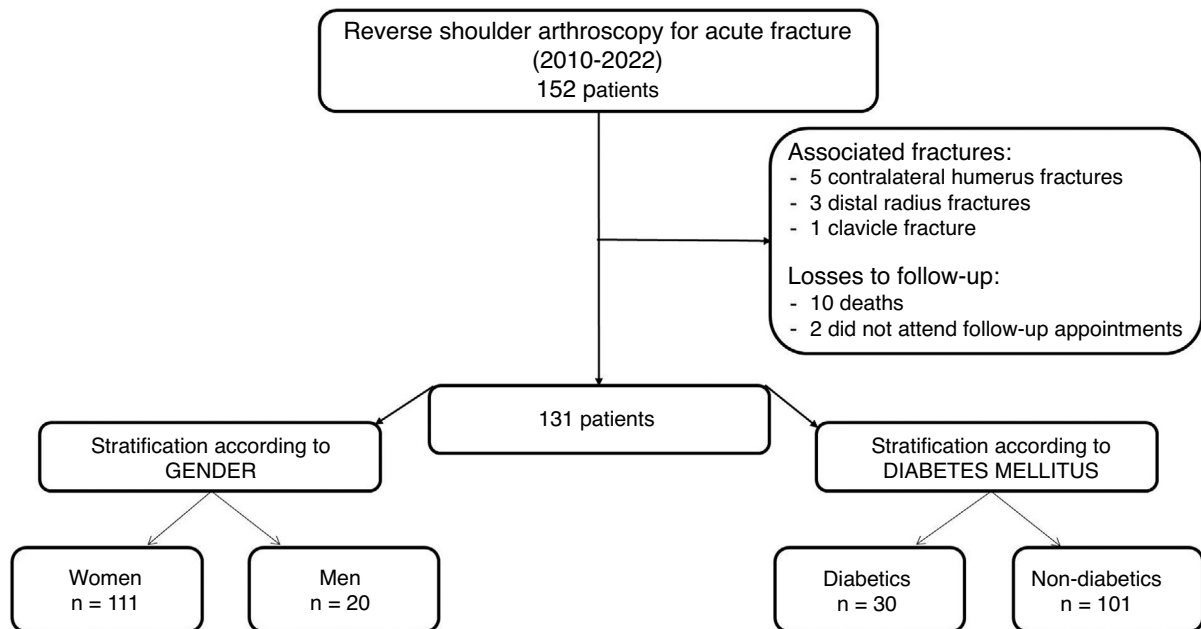 Reverse shoulder arthroscopy for acute fracture
(2010-2022)
152 patients
Associated fractures:
- 5 contralateral humerus fractures
- 3 distal radius fractures
- 1 clavicle fracture
Losses to follow-up:
- 10 deaths
- 2 did not attend follow-up appointments
131 patients
Stratification according to
GENDER
Stratification according to
DIABETES MELLITUS
Women
n = 111
Men
n = 20
Diabetics
n = 30
Non-diabetics
n = 101